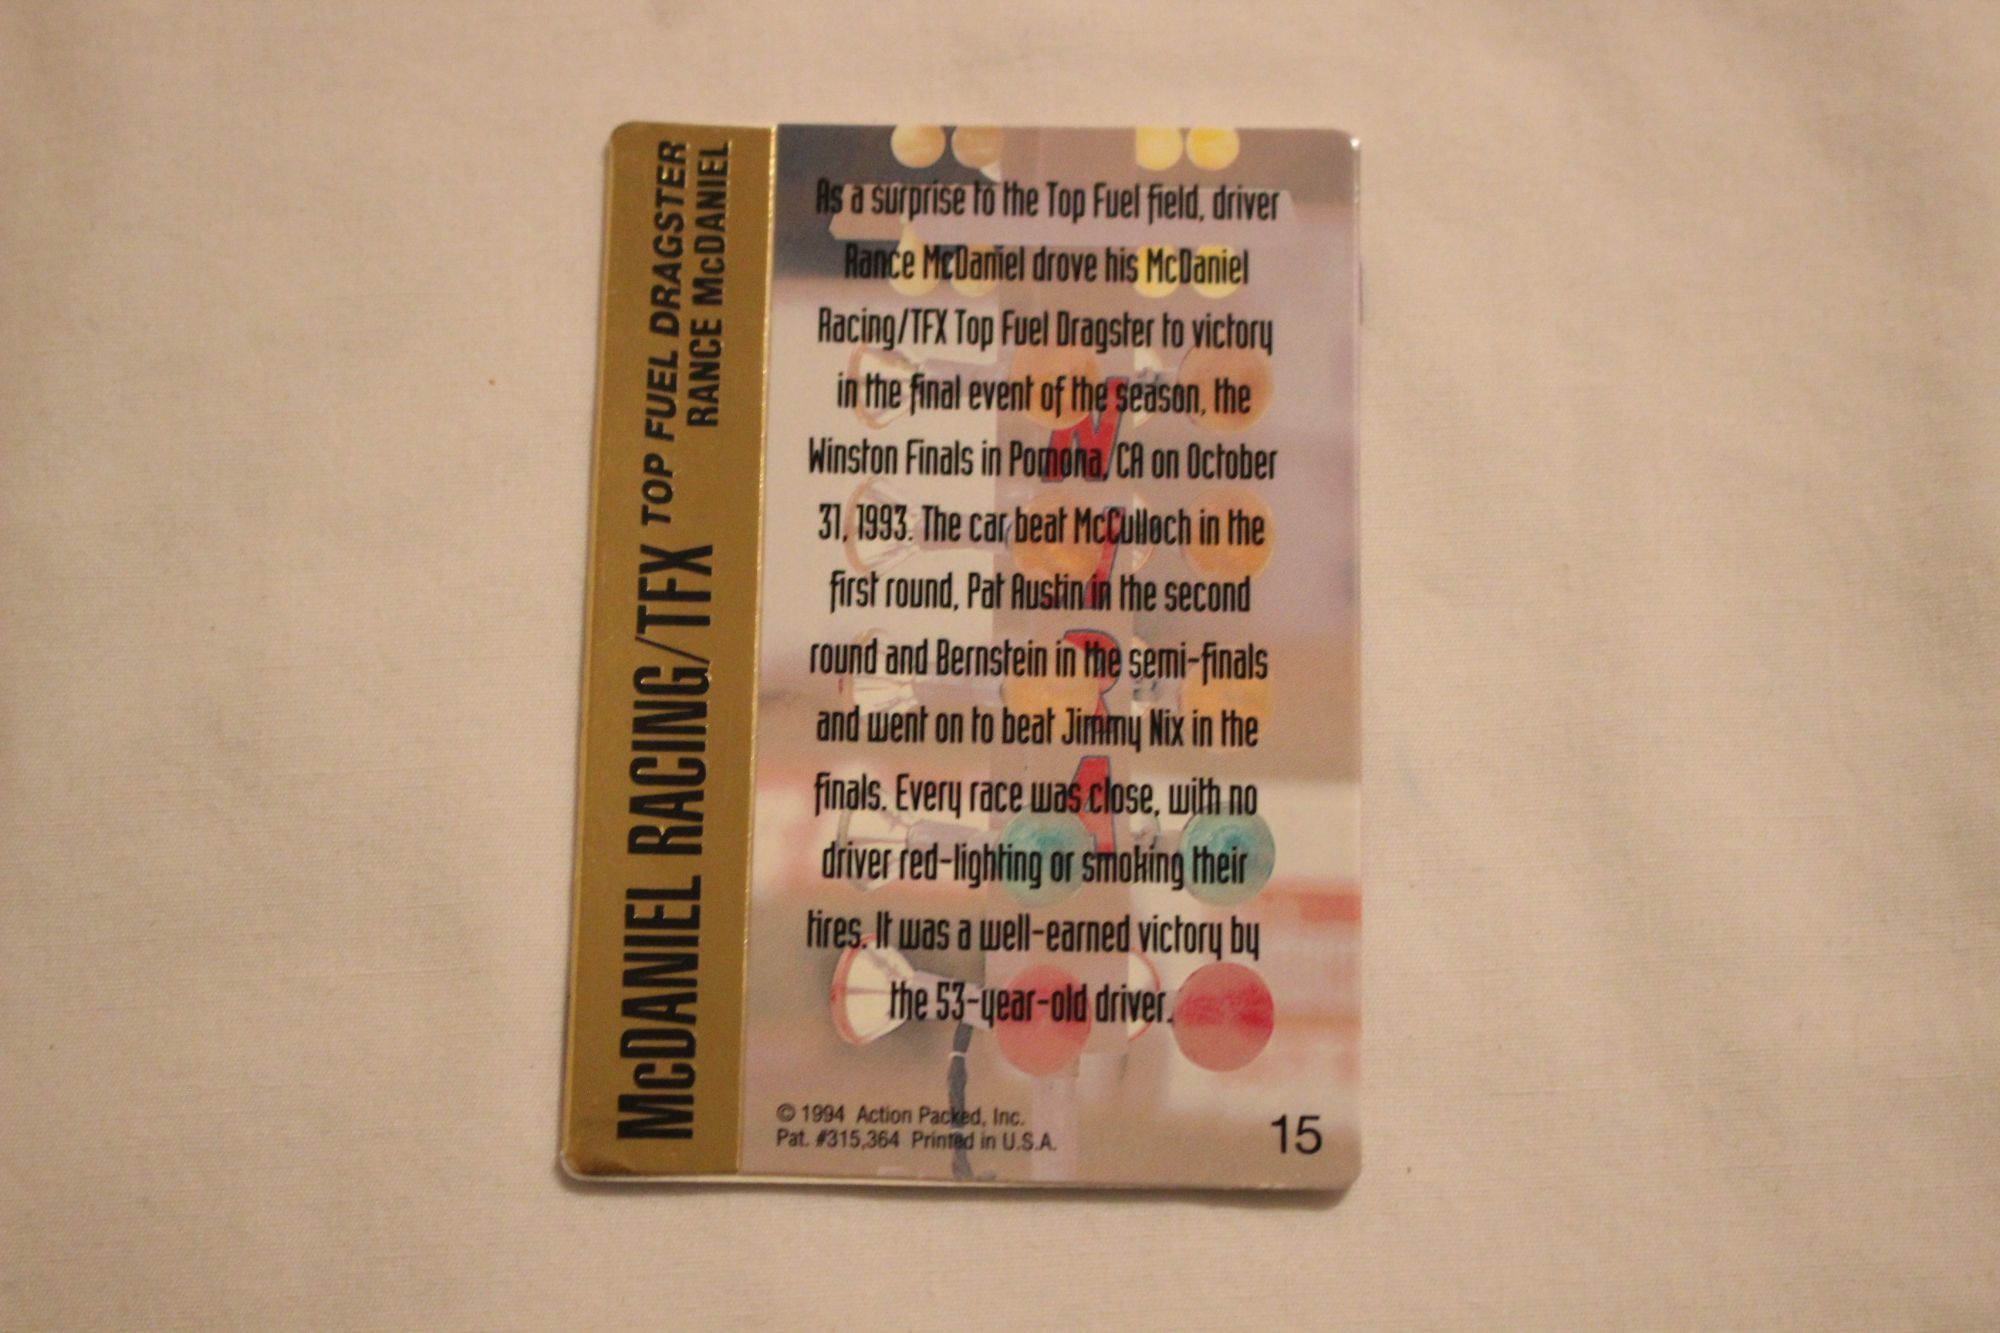 McDANIEL RACING/TFX TOP FUEL DRAGSTER
RANCE McDANIEL
As a surprise to the Top Fuel field, driver
Rance McDaniel drove his McDaniel
Racing/TFX Top Fuel Dragster to victory
in the final event of the season, the
Winston Finals in Pomona, CA on October
31, 1993. The car beat McCulloch in the
first round, Pat Austin in the second
round and Bernstein in the semi-finals
and went on to beat Jimmy Nix in the
finals. Every race was close, with no
driver red-lighting or smoking their
tires. It was a well-earned victory by
the 53-year-old driver.
NHRA
© 1994 Action Packed, Inc.
Pat. #315,364 Printed in U.S.A.
15